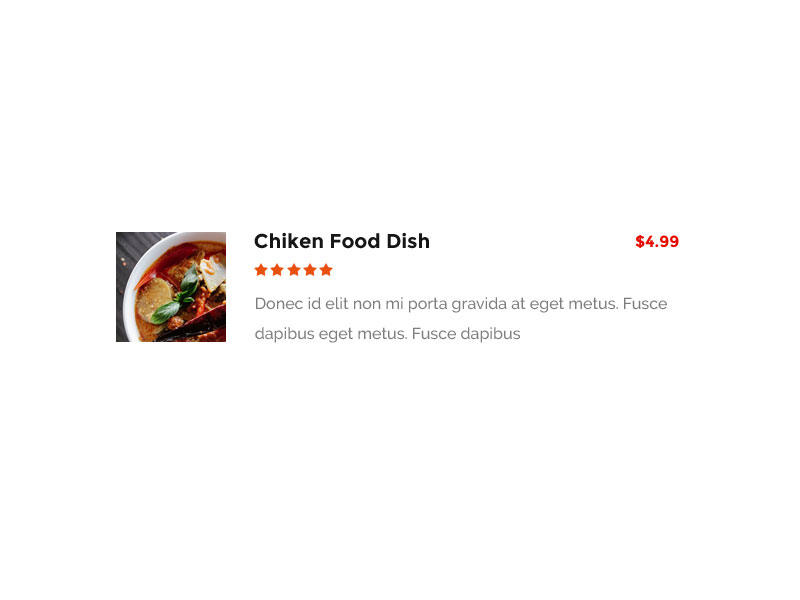 Chiken Food Dish $4.99
Donec id elit non mi porta gravida at eget metus. Fusce
dapibus eget metus. Fusce dapibus